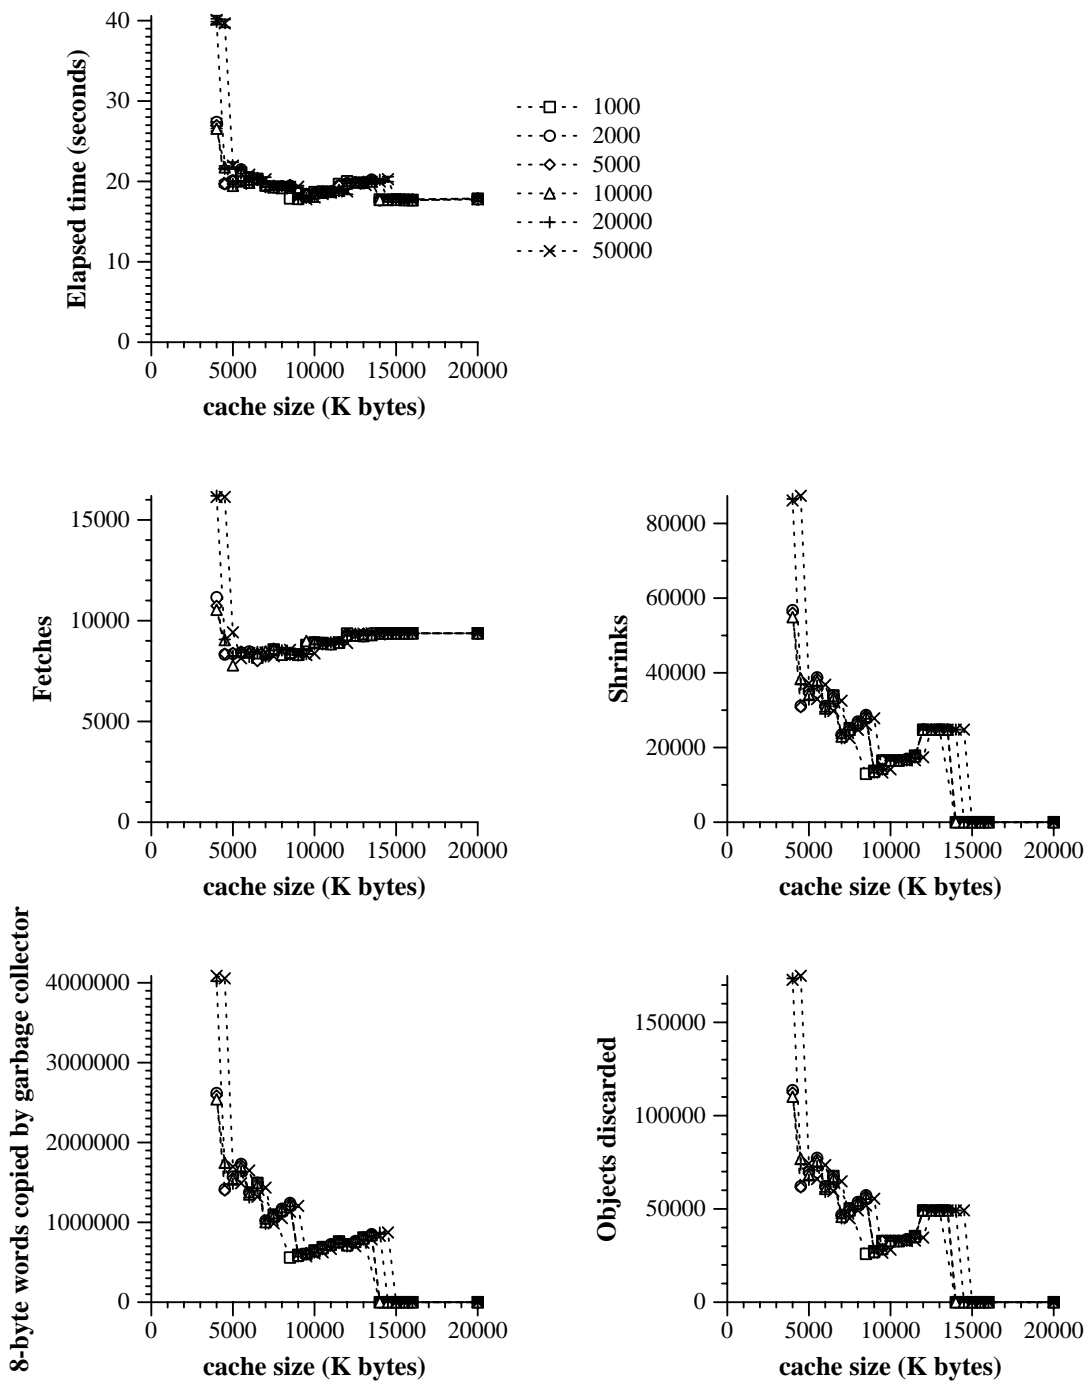 40
30
20
10
0
Elapsed time (seconds)
0 5000 10000 15000 20000
cache size (K bytes)
1000
2000
5000
10000
20000
50000
15000
10000
5000
0
Fetches
0 5000 10000 15000 20000
cache size (K bytes)
80000
60000
40000
20000
0
Shrinks
0 5000 10000 15000 20000
cache size (K bytes)
4000000
3000000
2000000
1000000
0
8-byte words copied by garbage collector
0 5000 10000 15000 20000
cache size (K bytes)
150000
100000
50000
0
Objects discarded
0 5000 10000 15000 20000
cache size (K bytes)